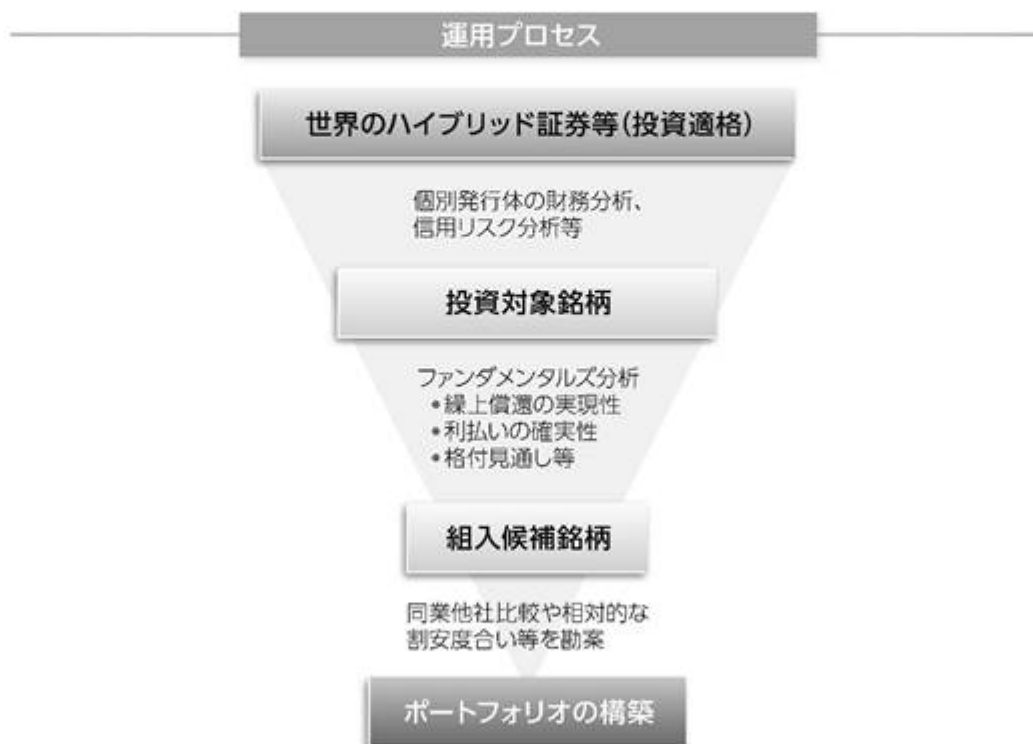 運用プロセス
世界のハイブリッド証券等(投資適格)
個別発行体の財務分析、
信用リスク分析等
投資対象銘柄
ファンダメンタルズ分析
•繰上償還の実現性
•利払いの確実性
•格付見通し等
組入候補銘柄
同業他社比較や相対的な
割安度合い等を勘案
ポートフォリオの構築